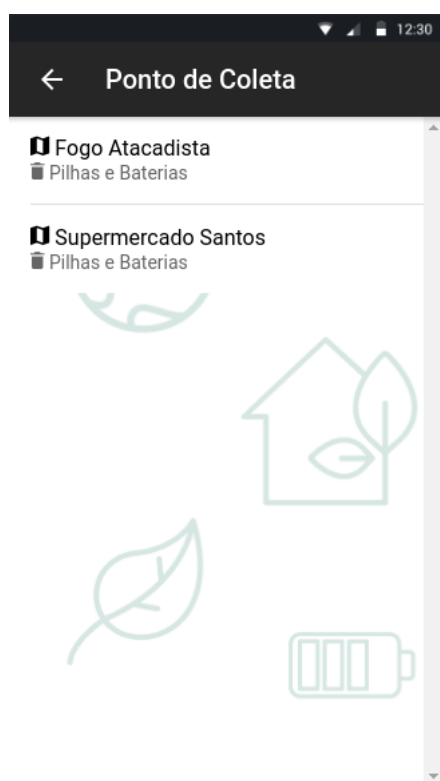 12:30
Ponto de Coleta
Fogo Atacadista
Pilhas e Baterias
Supermercado Santos
Pilhas e Baterias